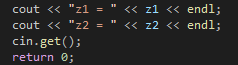 cout << "z1 = " << z1 << endl;
cout << "z2 = " << z2 << endl;
cin.get();
return 0;